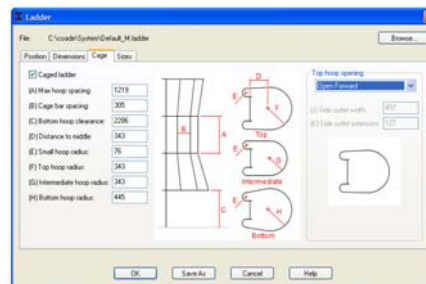 Ladder
File: C:\coade\System\Default_M.ladder
Browse...
Position Dimensions Cage Sizes
Caged ladder
(A) Max hoop spacing: 1219
(B) Cage bar spacing: 305
(C) Bottom hoop clearance: 2286
(D) Distance to middle: 343
(E) Small hoop radius: 76
(F) Top hoop radius: 343
(G) Intermediate hoop radius: 343
(H) Bottom hoop radius: 445
B
A
C
D
E
F
Top
E
G
Intermediate
E
H
Bottom
Top hoop opening:
Open Forward
(J) Side outlet width: 457
(K) Side outlet extension: 127
OK
Save As
Cancel
Help